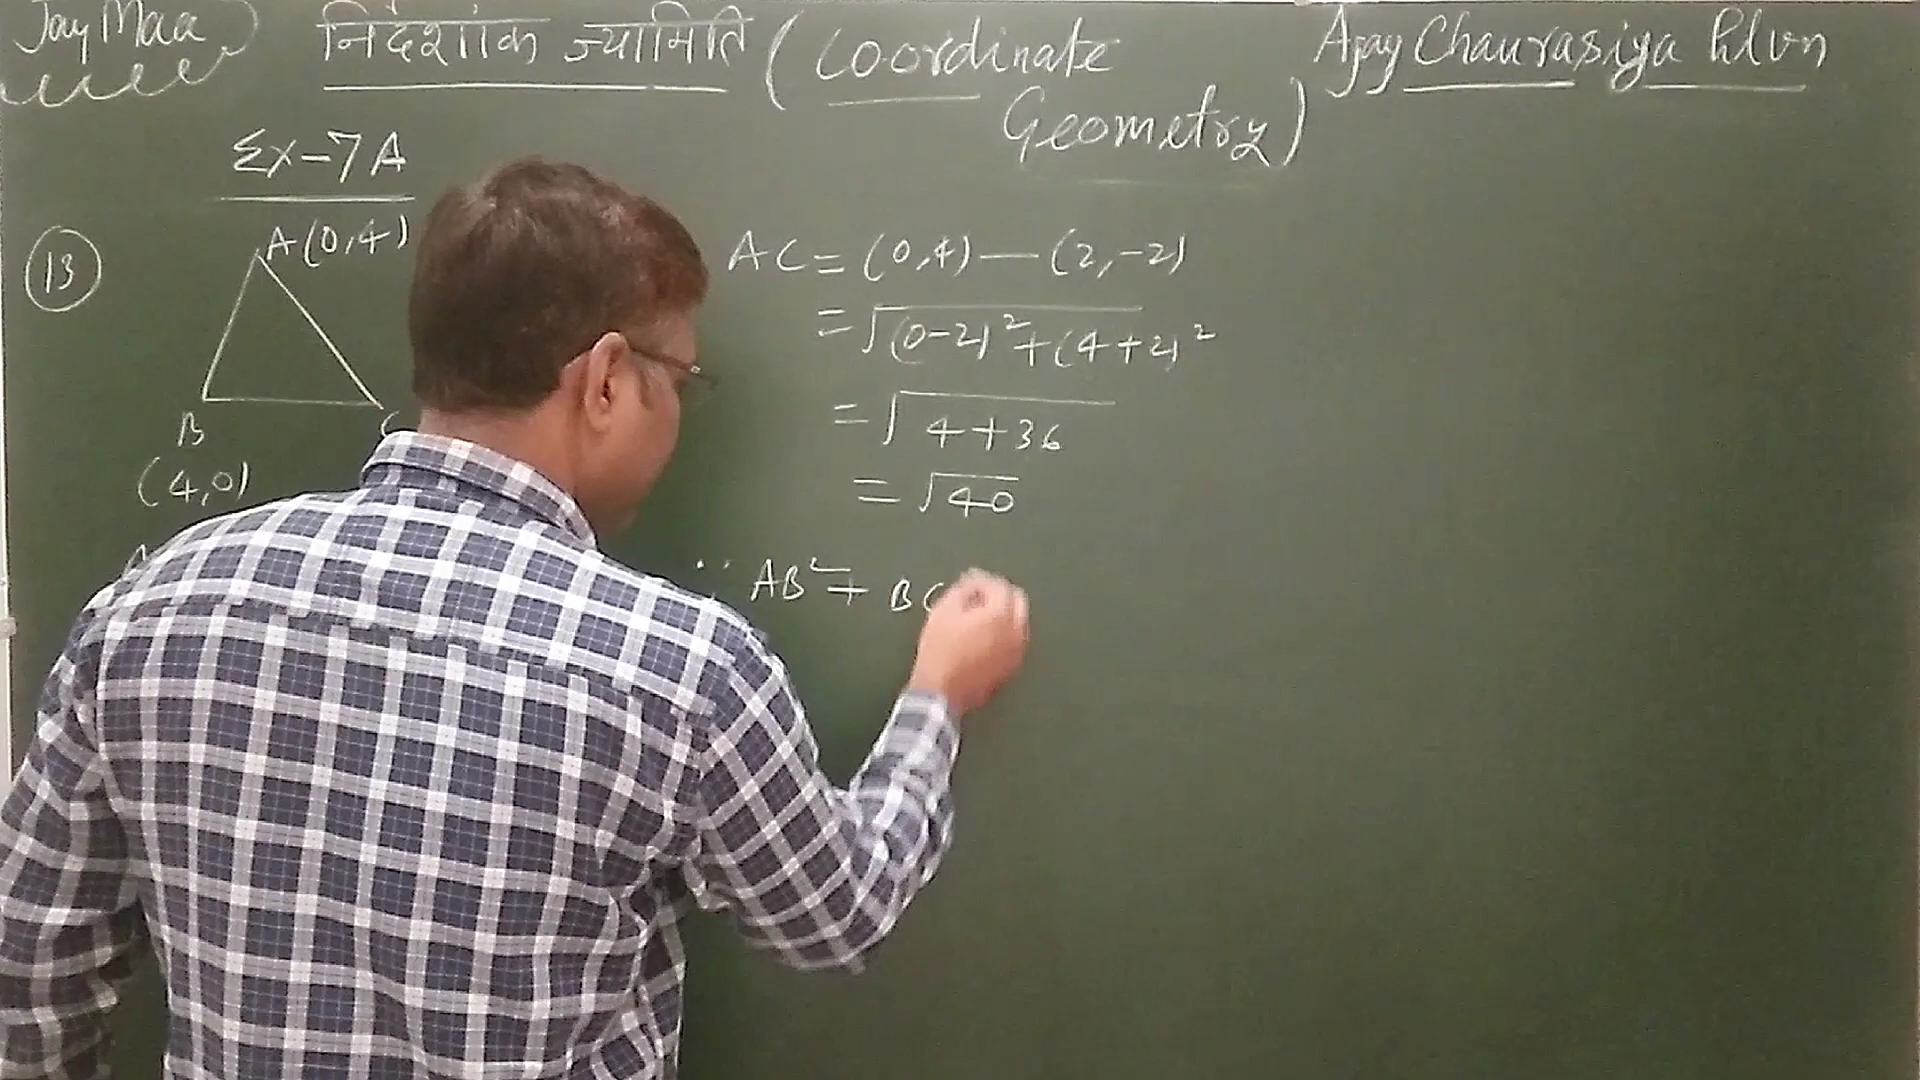 Jay Maa
निर्देशांक ज्यामिति (Coordinate Geometry)
Ajay Chaurasiya
Ex-7A
13
A(0,4)
B
(4,0)
C
AC = (0,4) — (2,-2)
= √(0-2)² + (4+2)²
= √4+36
= √40
∵ AB² + BC